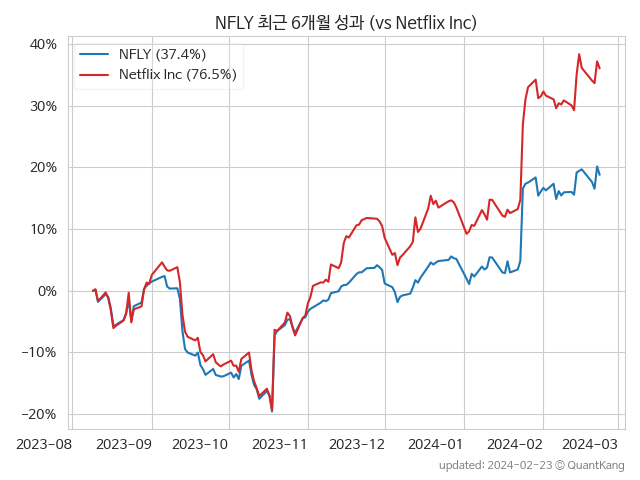 NFLY 최근 6개월 성과 (vs Netflix Inc)
NFLY (37.4%)
Netflix Inc (76.5%)
40%
30%
20%
10%
0%
−10%
−20%
2023-08 2023-09 2023-10 2023-11 2023-12 2024-01 2024-02 2024-03
updated: 2024-02-23 © QuantKang